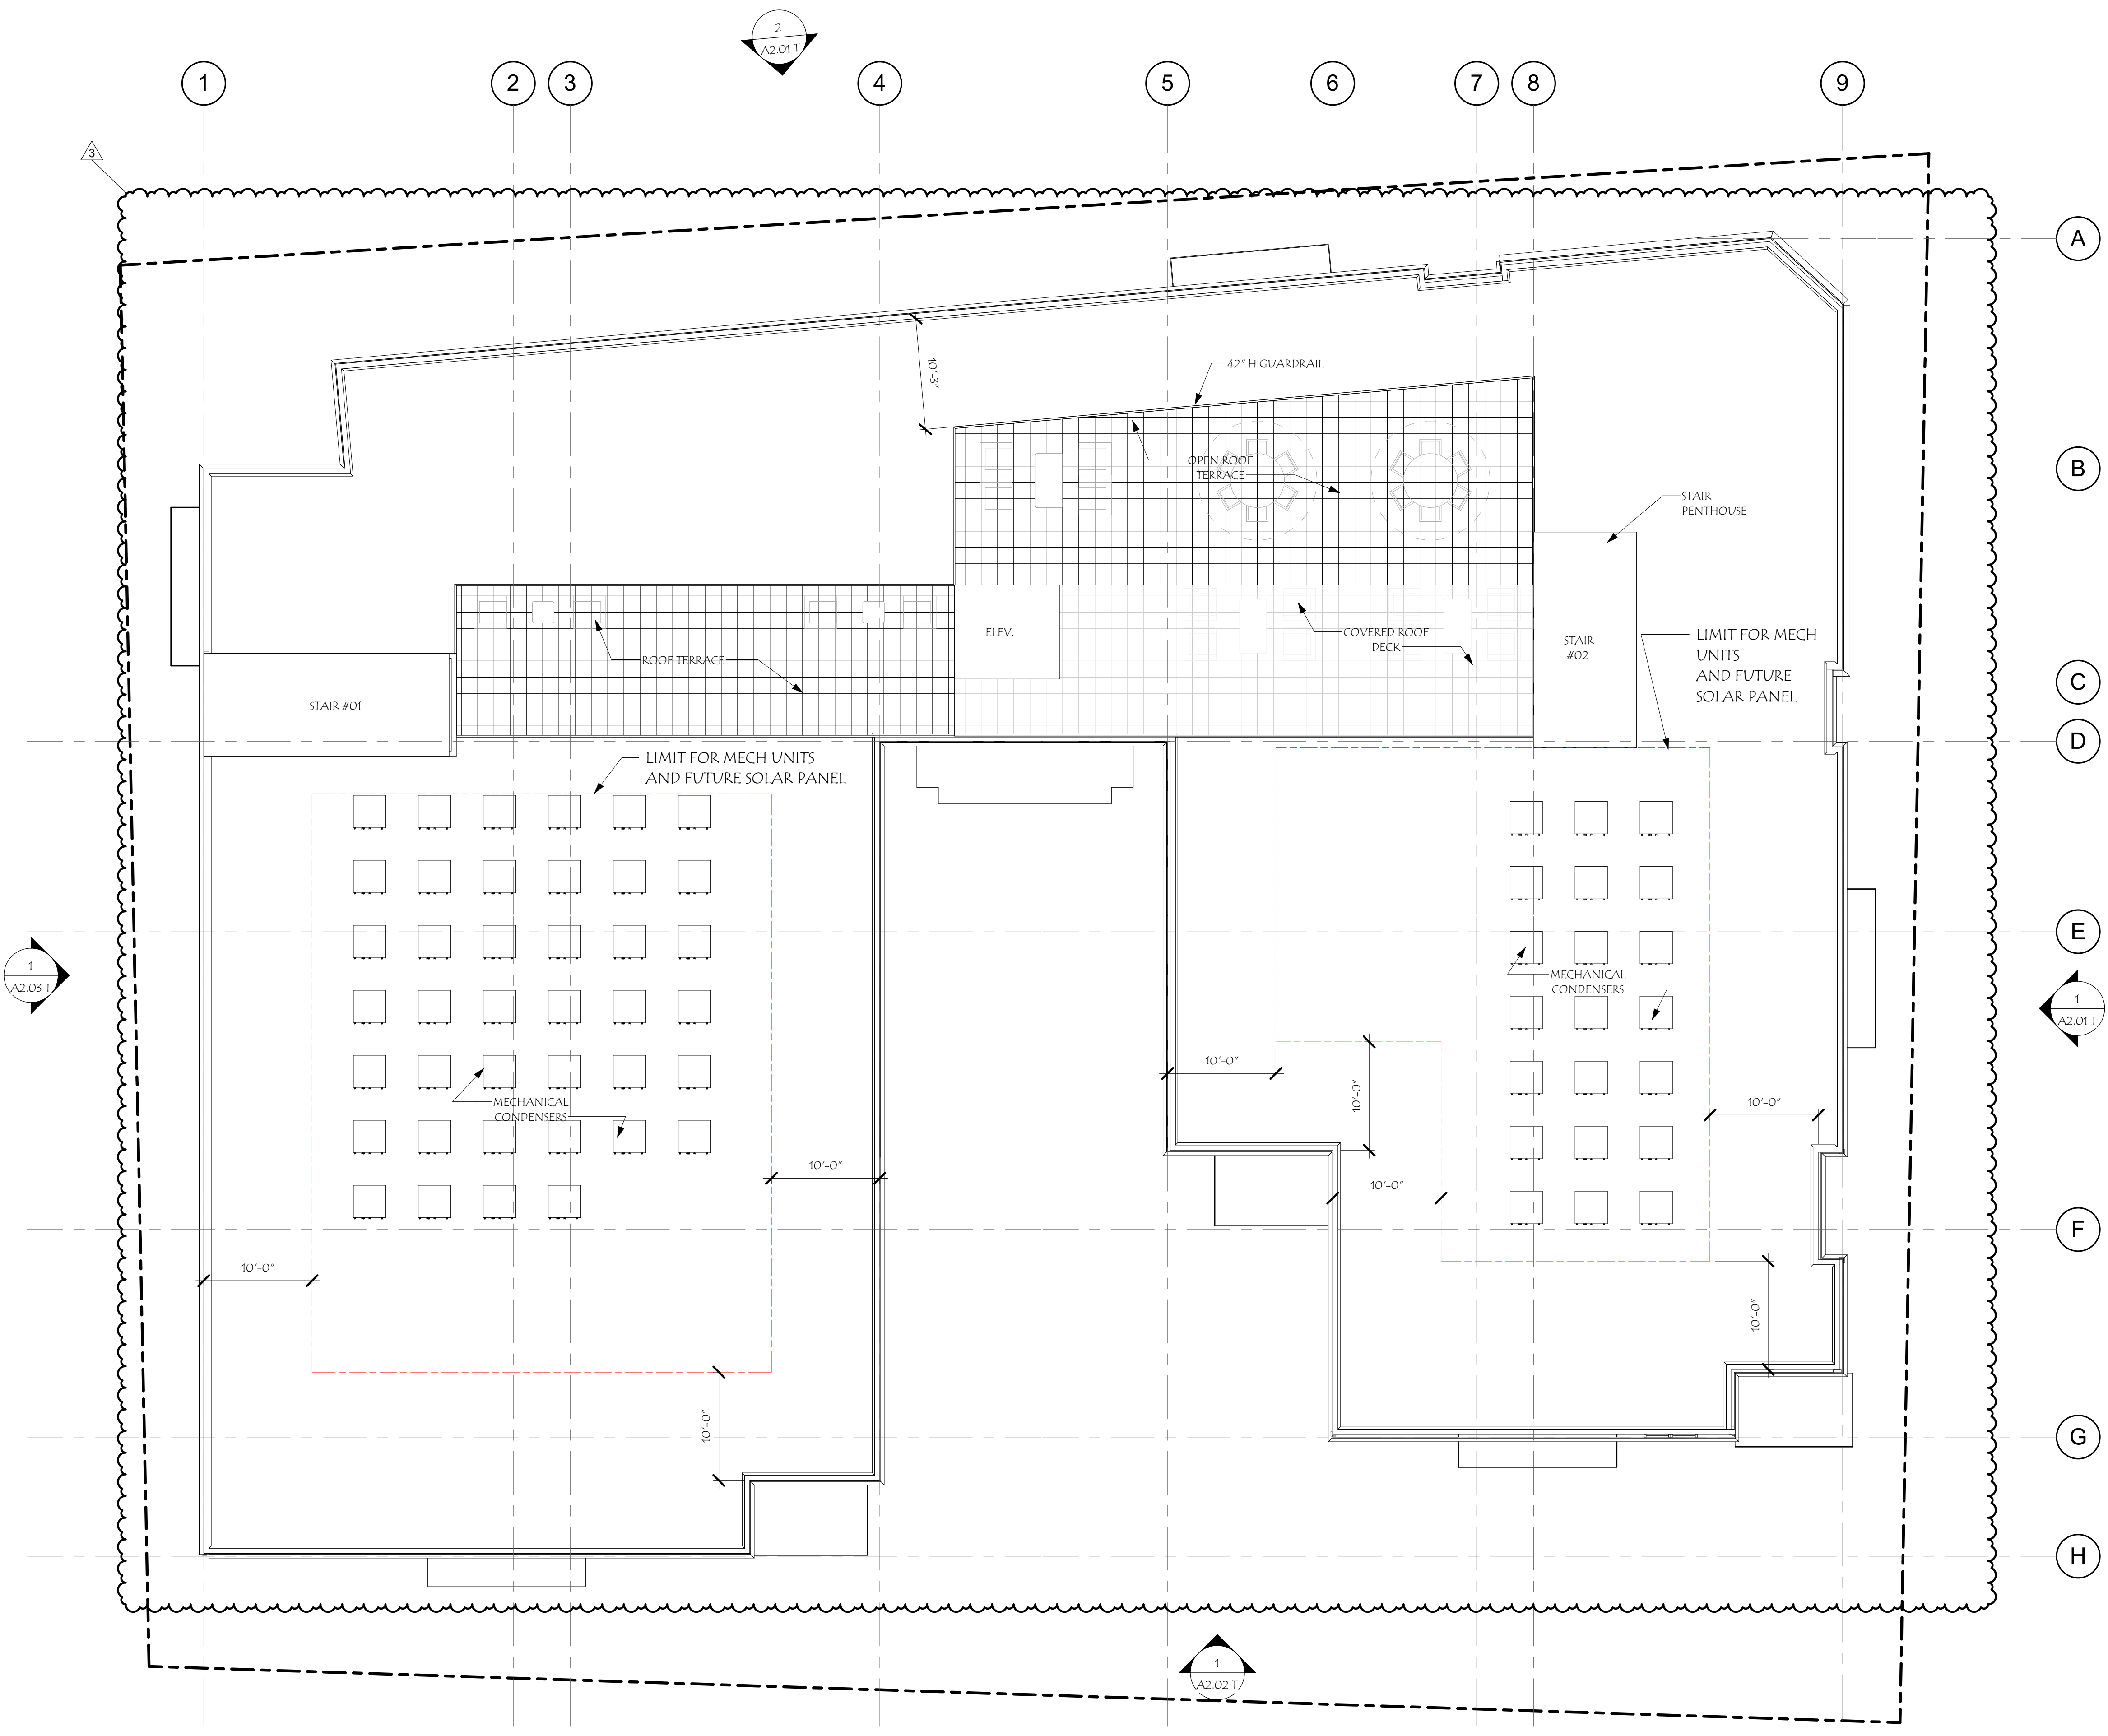 2
A2.01 T
1
2
3
4
5
6
7
8
9
3
A
42" H GUARDRAIL
10'-3"
OPEN ROOF
TERRACE
B
STAIR
PENTHOUSE
ELEV.
COVERED ROOF
DECK
STAIR
#02
LIMIT FOR MECH
UNITS
AND FUTURE
SOLAR PANEL
ROOF TERRACE
C
STAIR #01
D
LIMIT FOR MECH UNITS
AND FUTURE SOLAR PANEL
E
1
A2.03 T
MECHANICAL
CONDENSERS
1
A2.01 T
10'-0"
10'-0"
MECHANICAL
CONDENSERS
10'-0"
10'-0"
10'-0"
F
10'-0"
10'-0"
10'-0"
G
H
1
A2.02 T